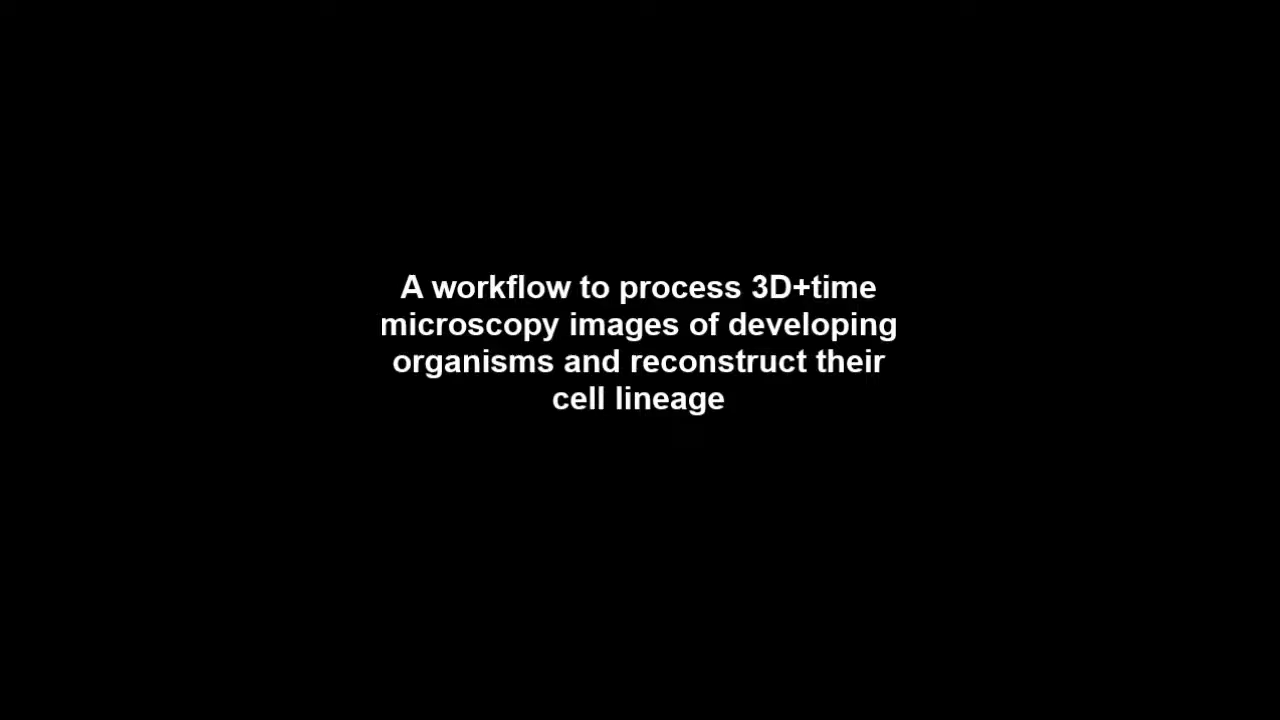 A workflow to process 3D+time
microscopy images of developing
organisms and reconstruct their
cell lineage